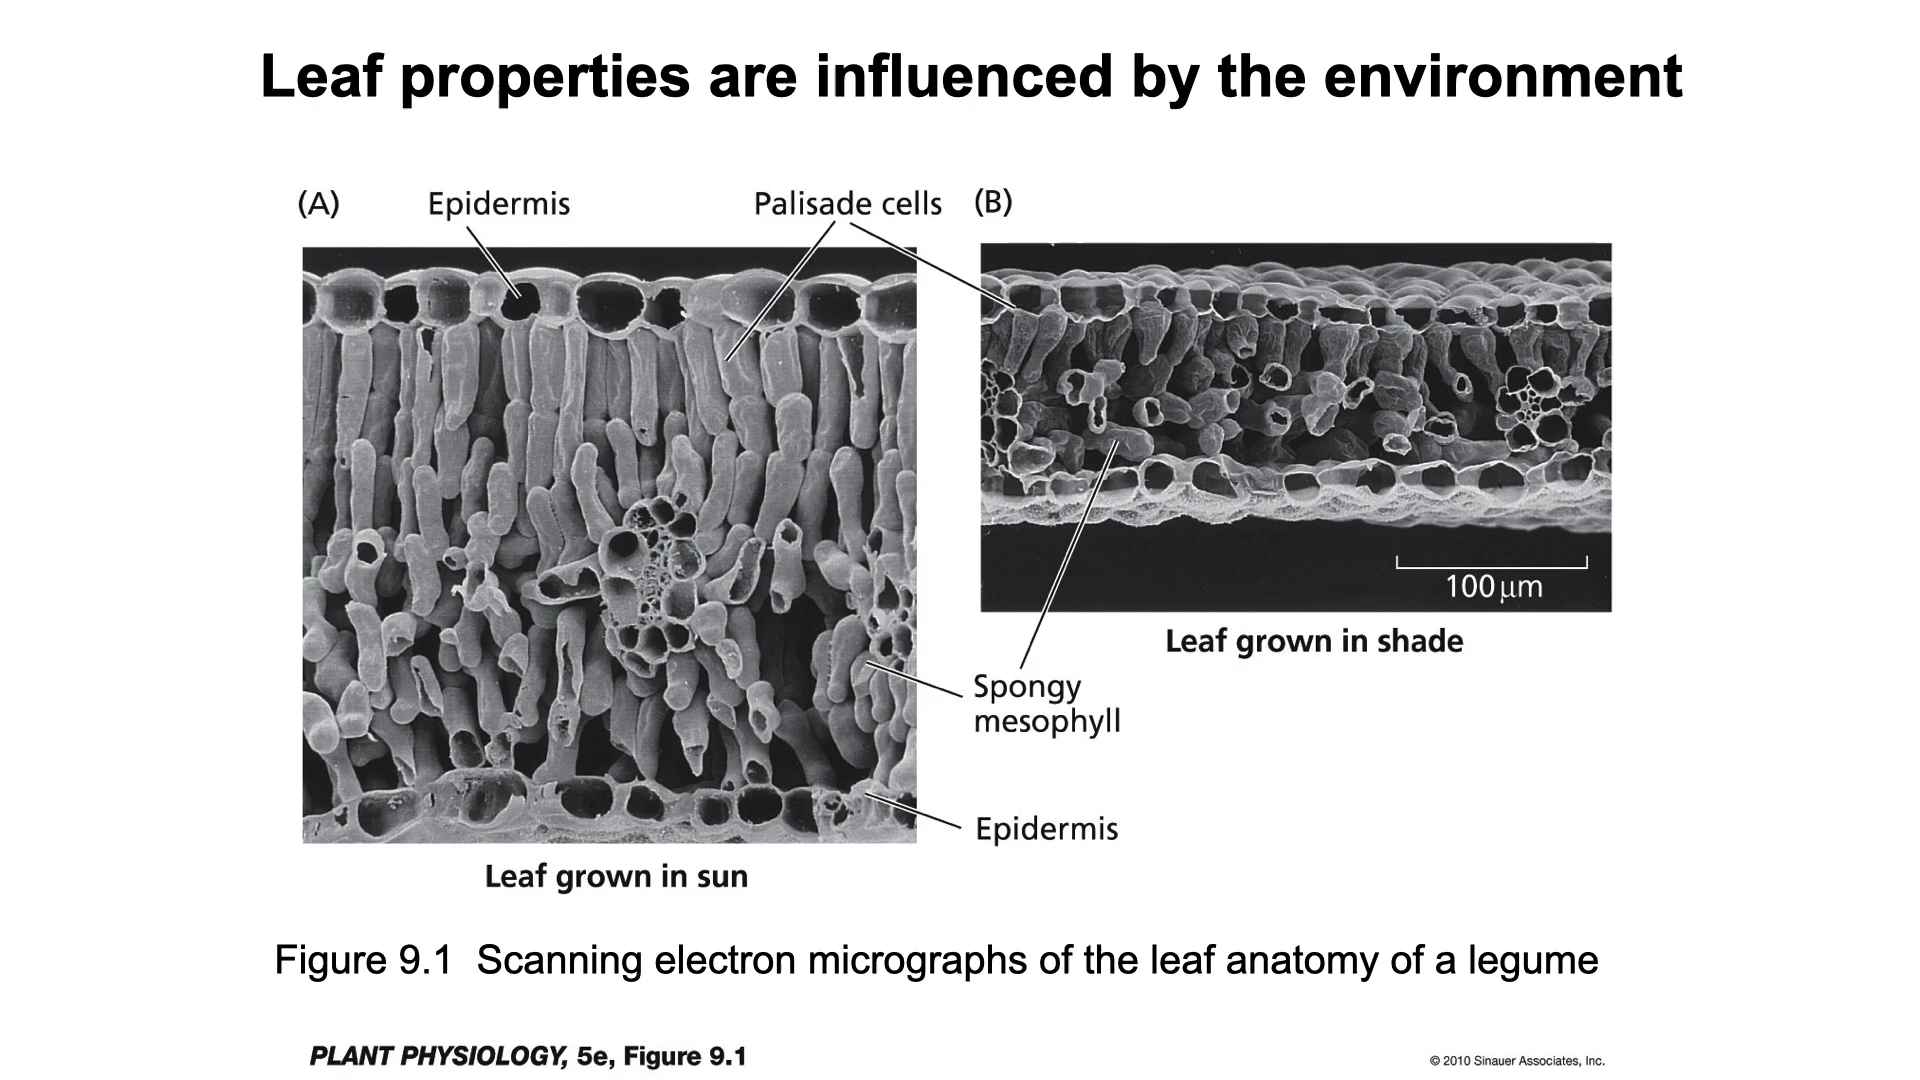 Leaf properties are influenced by the environment
(A)
Epidermis
Palisade cells
(B)
100 μm
Leaf grown in shade
Spongy
mesophyll
Epidermis
Leaf grown in sun
Figure 9.1 Scanning electron micrographs of the leaf anatomy of a legume
PLANT PHYSIOLOGY, 5e, Figure 9.1
© 2010 Sinauer Associates, Inc.